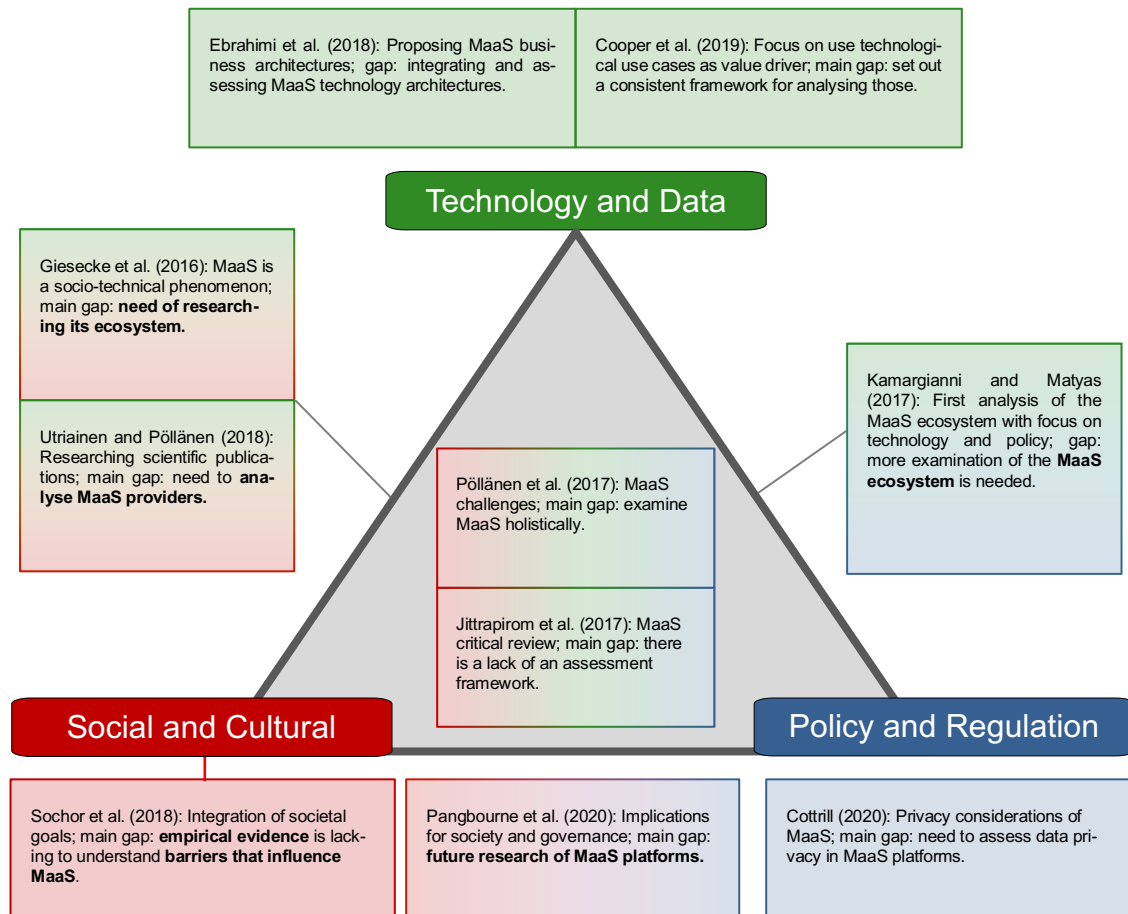 Ebrahimi et al. (2018): Proposing MaaS busi-
ness architectures; gap: integrating and as-
sessing MaaS technology architectures.
Cooper et al. (2019): Focus on use technologi-
cal use cases as value driver; main gap: set out
a consistent framework for analysing those.
Technology and Data
Giesecke et al. (2016): MaaS is
a socio-technical phenomenon;
main gap: need of research-
ing its ecosystem.
Utriainen and Pöllänen (2018):
Researching scientific publica-
tions; main gap: need to ana-
lyse MaaS providers.
Kamargianni and Matyas
(2017): First analysis of the
MaaS ecosystem with focus on
technology and policy; gap:
more examination of the MaaS
ecosystem is needed.
Pöllänen et al. (2017): MaaS
challenges; main gap: examine
MaaS holistically.
Jittrapirom et al. (2017): MaaS
critical review; main gap: there
is a lack of an assessment
framework.
Social and Cultural
Policy and Regulation
Sochor et al. (2018): Integration of societal
goals; main gap: empirical evidence is lack-
ing to understand barriers that influence
MaaS.
Pangbourne et al. (2020): Implications
for society and governance; main gap:
future research of MaaS platforms.
Cottrill (2020): Privacy considerations of
MaaS; main gap: need to assess data pri-
vacy in MaaS platforms.